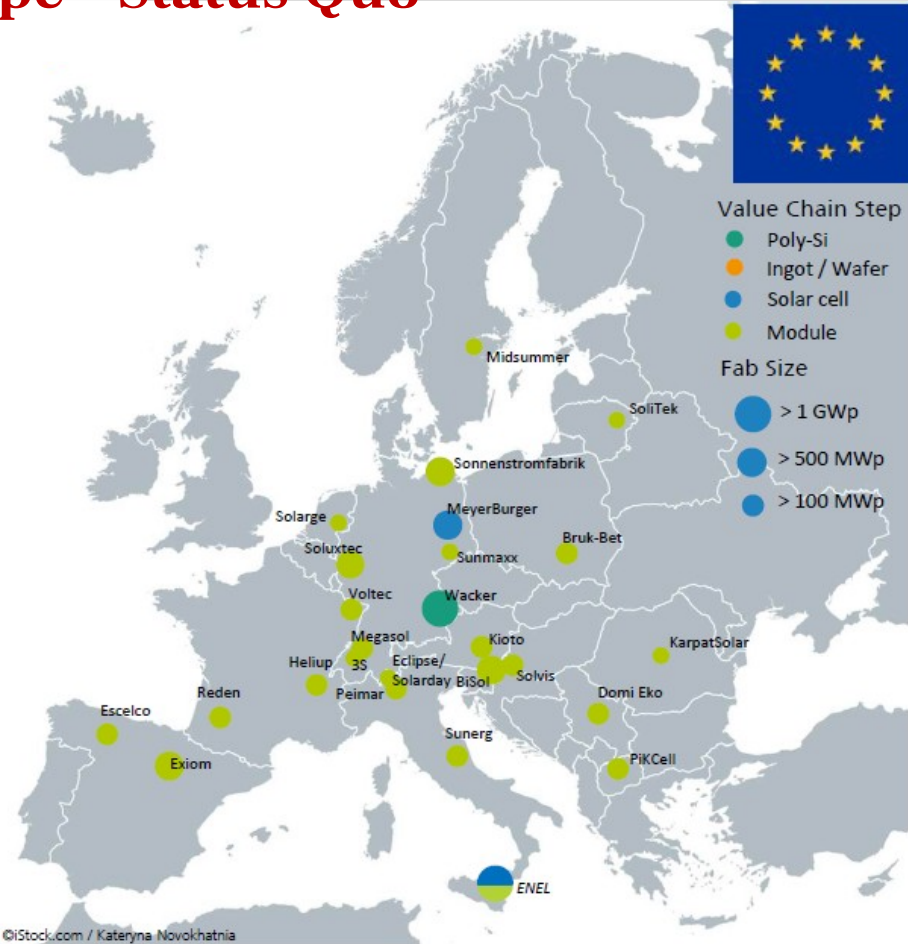 Value Chain Step
Poly-Si
Ingot / Wafer
Solar cell
Module
Fab Size
> 1 GWp
> 500 MWp
> 100 MWp
Midsummer
SoliTek
Sonnenstromfabrik
MeyerBurger
Solarge
Bruk-Bet
Soluxtec
Sunmaxx
Voltec
Wacker
Megasol
Kioto
KarpatSolar
3S
Eclipse/
Heliup
Solarday
BiSol
Solvis
Peimar
Reden
Domi Eko
Escelco
Sunerg
Exiom
PiKCell
ENEL
©iStock.com / Kateryna Novokhatnia